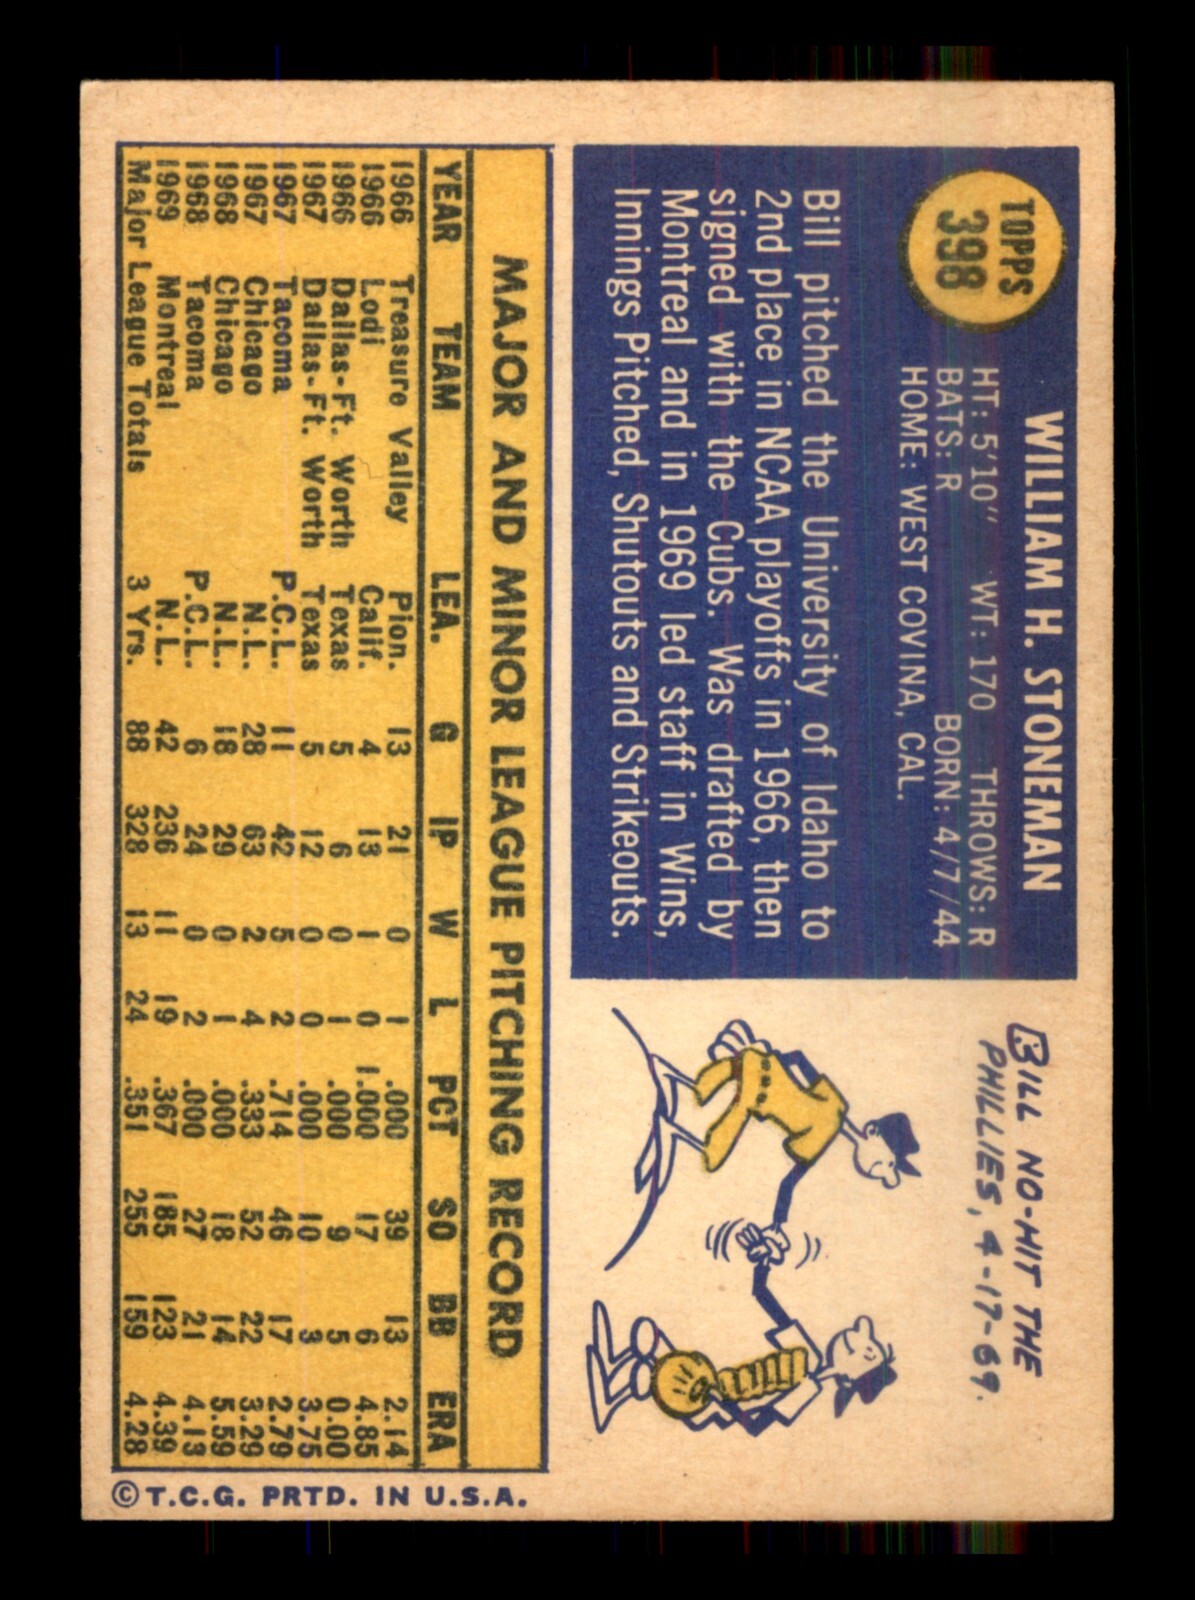 TOPPS
398
WILLIAM H. STONEMAN
HT: 5'10" WT: 170 THROWS: R
BATS: R BORN: 4/7/44
HOME: WEST COVINA, CAL.
Bill pitched the University of Idaho to
2nd place in NCAA playoffs in 1966, then
signed with the Cubs. Was drafted by
Montreal and in 1969 led staff in Wins,
Innings Pitched, Shutouts and Strikeouts.
BILL NO-HIT THE
PHILLIES, 4-17-69.
MAJOR AND MINOR LEAGUE PITCHING RECORD
YEAR TEAM LEA. G IP W L PCT SO BB ERA
1966 Treasure Valley Pion. 13 21 0 1 .000 39 13 2.14
1966 Lodi Calif. 4 13 1 0 1.000 17 6 4.85
1966 Dallas-Ft. Worth Texas 5 6 0 1 .000 9 5 0.00
1967 Dallas-Ft. Worth Texas 5 12 0 0 .000 10 3 3.75
1967 Tacoma P.C.L. 11 42 5 2 .714 46 17 2.79
1967 Chicago N.L. 28 63 2 4 .333 52 22 3.29
1968 Chicago N.L. 18 29 0 1 .000 18 14 5.59
1968 Tacoma P.C.L. 6 24 0 2 .000 27 21 4.13
1969 Montreal N.L. 42 236 11 19 .367 185 123 4.39
Major League Totals 3 Yrs. 88 328 13 24 .351 255 159 4.28
© T.C.G. PRTD. IN U.S.A.